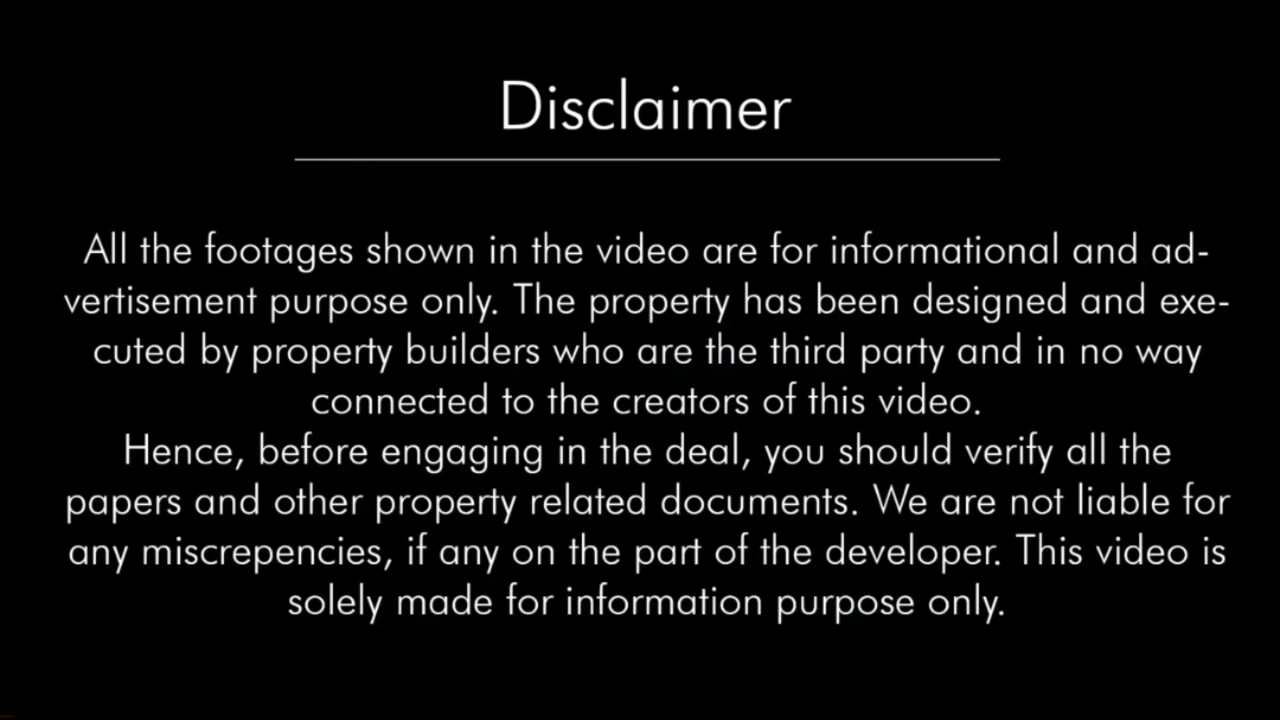 Disclaimer
All the footages shown in the video are for informational and ad-
vertisement purpose only. The property has been designed and exe-
cuted by property builders who are the third party and in no way
connected to the creators of this video.
Hence, before engaging in the deal, you should verify all the
papers and other property related documents. We are not liable for
any miscrepencies, if any on the part of the developer. This video is
solely made for information purpose only.